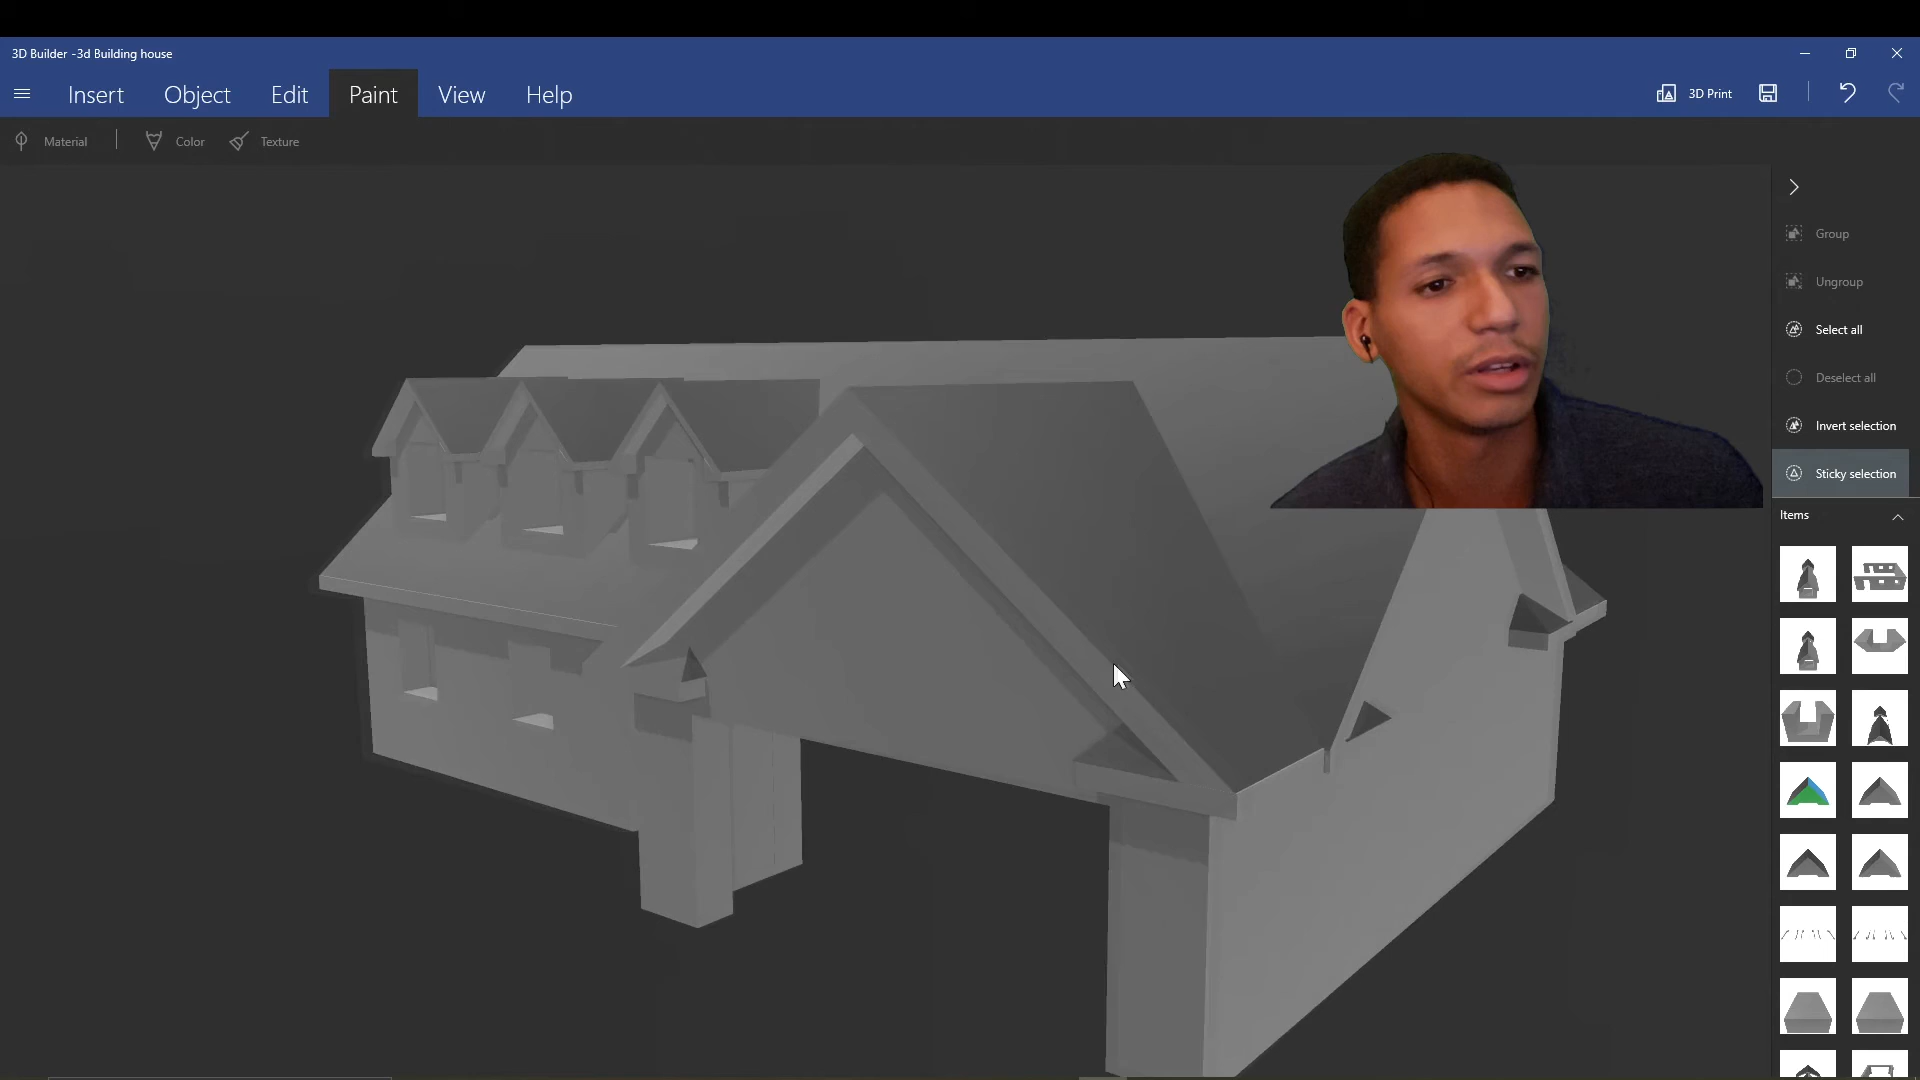 3D Builder -3d Building house
Insert Object Edit Paint View Help
3D Print
Material Color Texture
Group
Ungroup
Select all
Deselect all
Invert selection
Sticky selection
Items